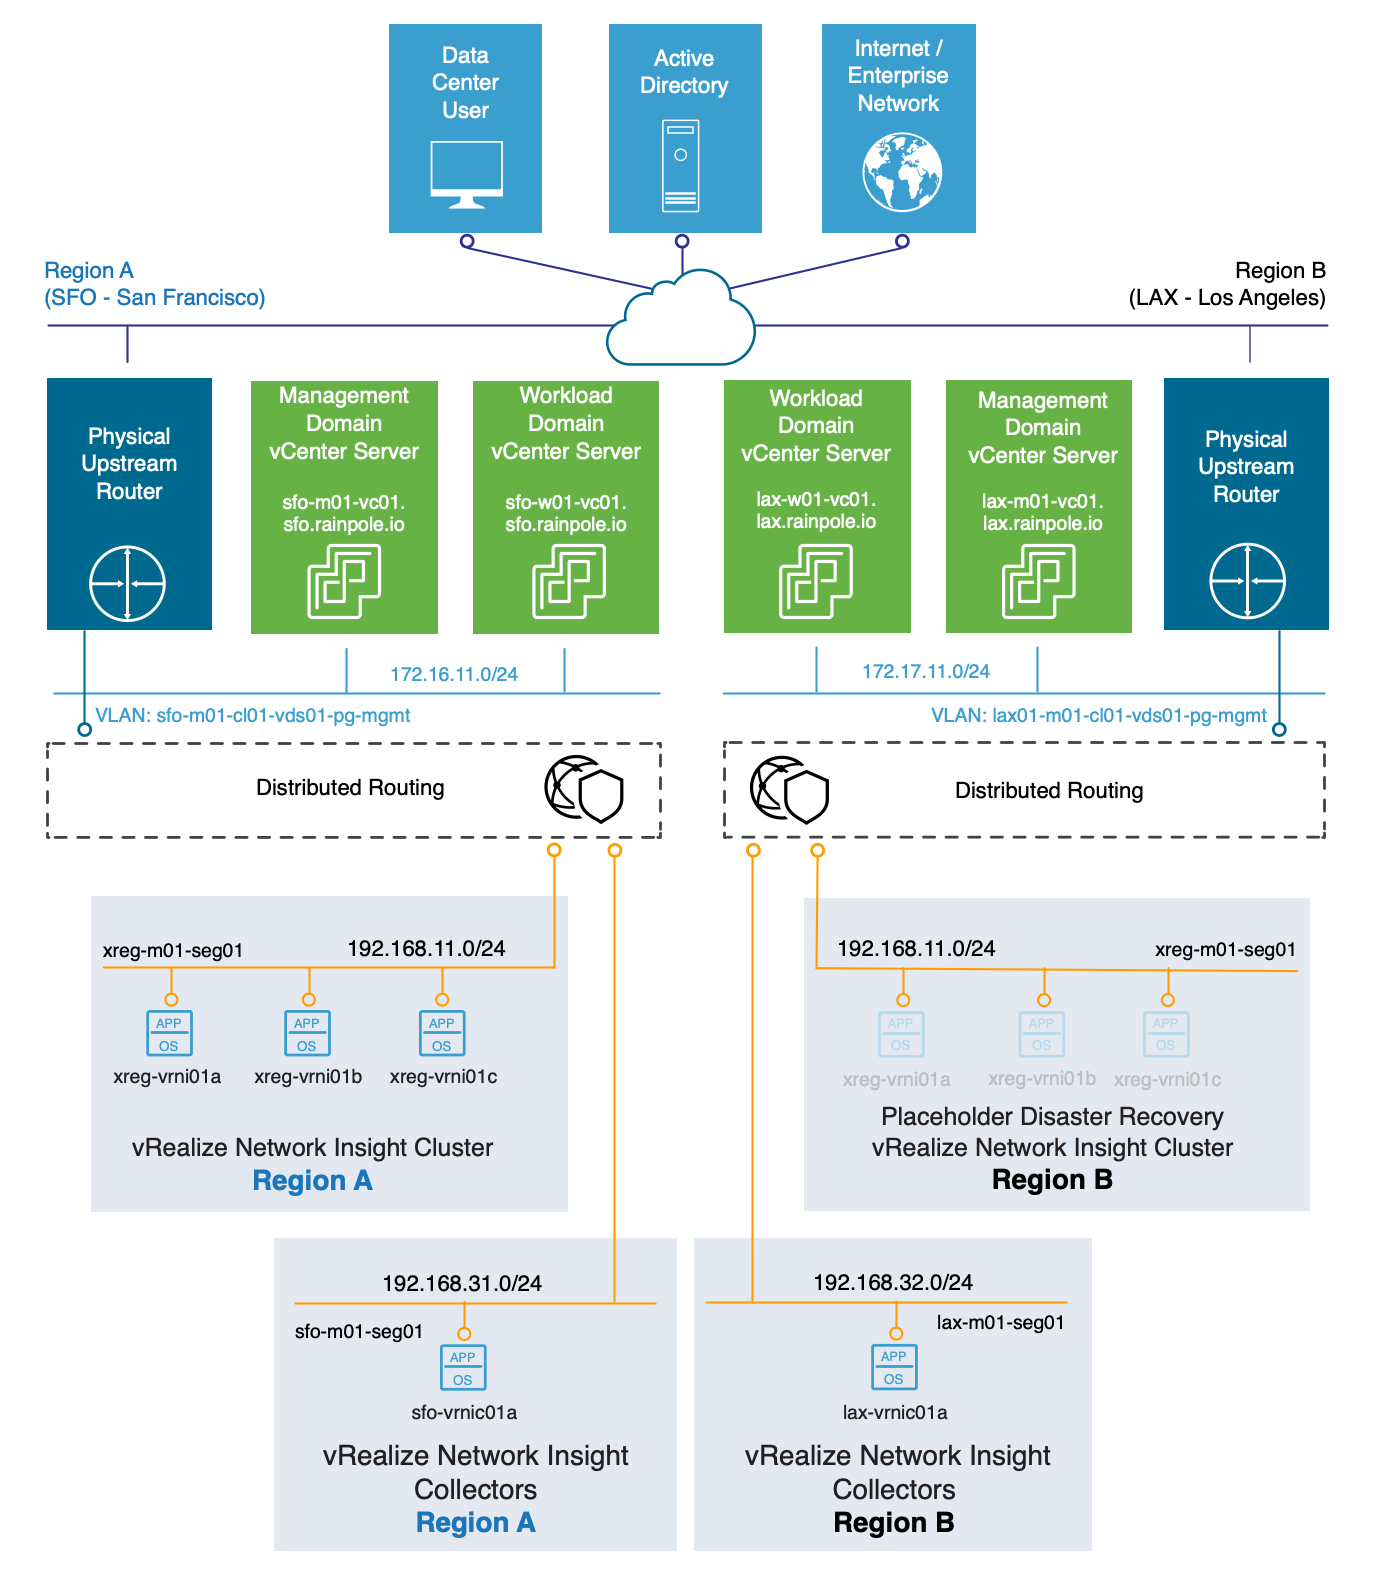 Data
Center
User
Active
Directory
Internet /
Enterprise
Network
Region A
(SFO - San Francisco)
Region B
(LAX - Los Angeles)
Physical
Upstream
Router
Management
Domain
vCenter Server
sfo-m01-vc01.
sfo.rainpole.io
Workload
Domain
vCenter Server
sfo-w01-vc01.
sfo.rainpole.io
Workload
Domain
vCenter Server
lax-w01-vc01.
lax.rainpole.io
Management
Domain
vCenter Server
lax-m01-vc01.
lax.rainpole.io
Physical
Upstream
Router
172.16.11.0/24
VLAN: sfo-m01-cl01-vds01-pg-mgmt
172.17.11.0/24
VLAN: lax01-m01-cl01-vds01-pg-mgmt
Distributed Routing
Distributed Routing
xreg-m01-seg01
192.168.11.0/24
APP
OS
xreg-vrni01a
APP
OS
xreg-vrni01b
APP
OS
xreg-vrni01c
vRealize Network Insight Cluster
Region A
192.168.11.0/24
xreg-m01-seg01
APP
OS
xreg-vrni01a
APP
OS
xreg-vrni01b
APP
OS
xreg-vrni01c
Placeholder Disaster Recovery
vRealize Network Insight Cluster
Region B
192.168.31.0/24
sfo-m01-seg01
APP
OS
sfo-vrnic01a
vRealize Network Insight
Collectors
Region A
192.168.32.0/24
lax-m01-seg01
APP
OS
lax-vrnic01a
vRealize Network Insight
Collectors
Region B